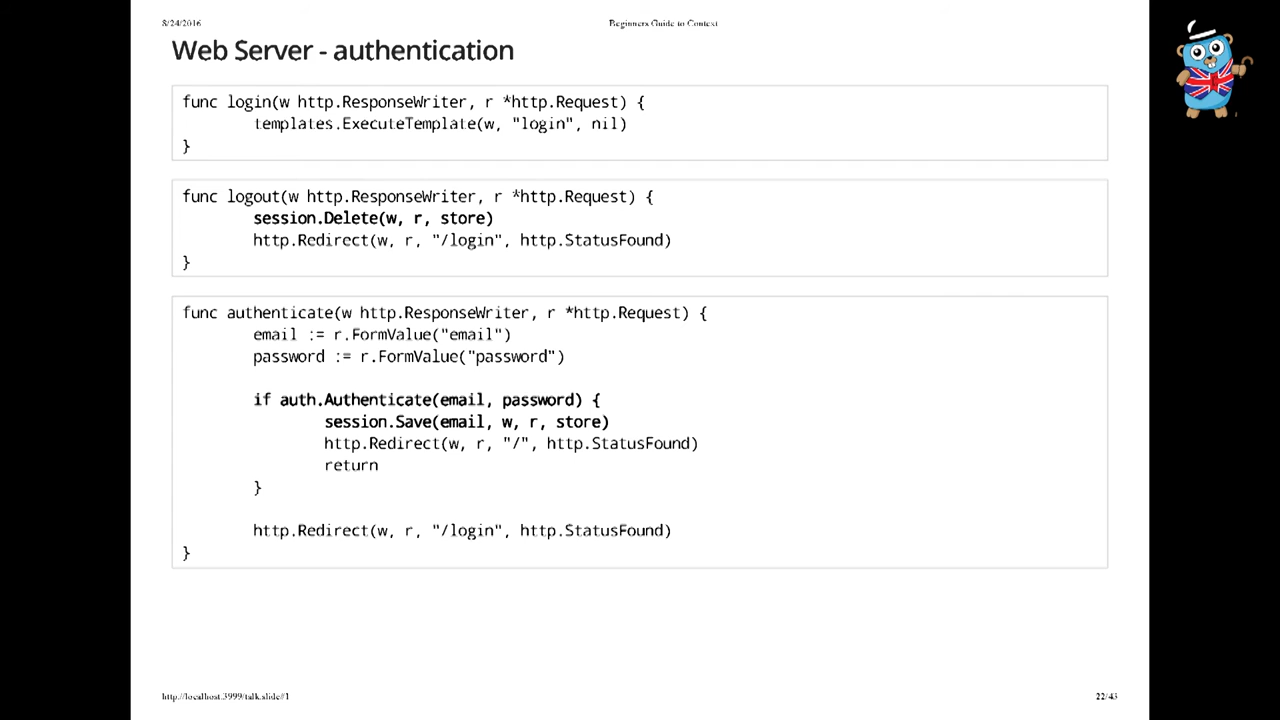 8/24/2016
Beginners Guide to Context
Web Server - authentication
func login(w http.ResponseWriter, r *http.Request) {
        templates.ExecuteTemplate(w, "login", nil)
}
func logout(w http.ResponseWriter, r *http.Request) {
        session.Delete(w, r, store)
        http.Redirect(w, r, "/login", http.StatusFound)
}
func authenticate(w http.ResponseWriter, r *http.Request) {
        email := r.FormValue("email")
        password := r.FormValue("password")
        if auth.Authenticate(email, password) {
                session.Save(email, w, r, store)
                http.Redirect(w, r, "/", http.StatusFound)
                return
        }
        http.Redirect(w, r, "/login", http.StatusFound)
}
http://localhost:3999/talk.slide#1
22/43